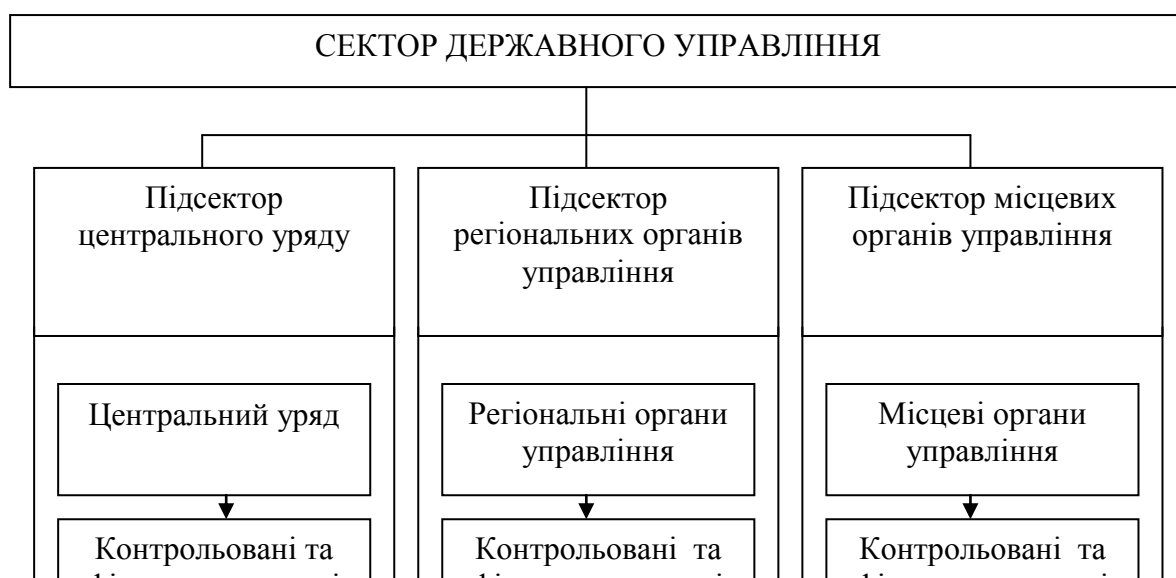 СЕКТОР ДЕРЖАВНОГО УПРАВЛІННЯ
Підсектор
центрального уряду
Підсектор
регіональних органів
управління
Підсектор місцевих
органів управління
Центральний уряд
Регіональні органи
управління
Місцеві органи
управління
Контрольовані та
Контрольовані та
Контрольовані та